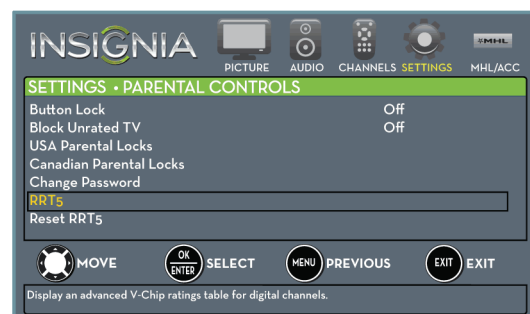 INSIGNIA
PICTURE AUDIO CHANNELS SETTINGS MHL MHL/ACC
SETTINGS • PARENTAL CONTROLS
Button Lock Off
Block Unrated TV Off
USA Parental Locks
Canadian Parental Locks
Change Password
RRT5
Reset RRT5
MOVE OK ENTER SELECT MENU PREVIOUS EXIT EXIT
Display an advanced V-Chip ratings table for digital channels.